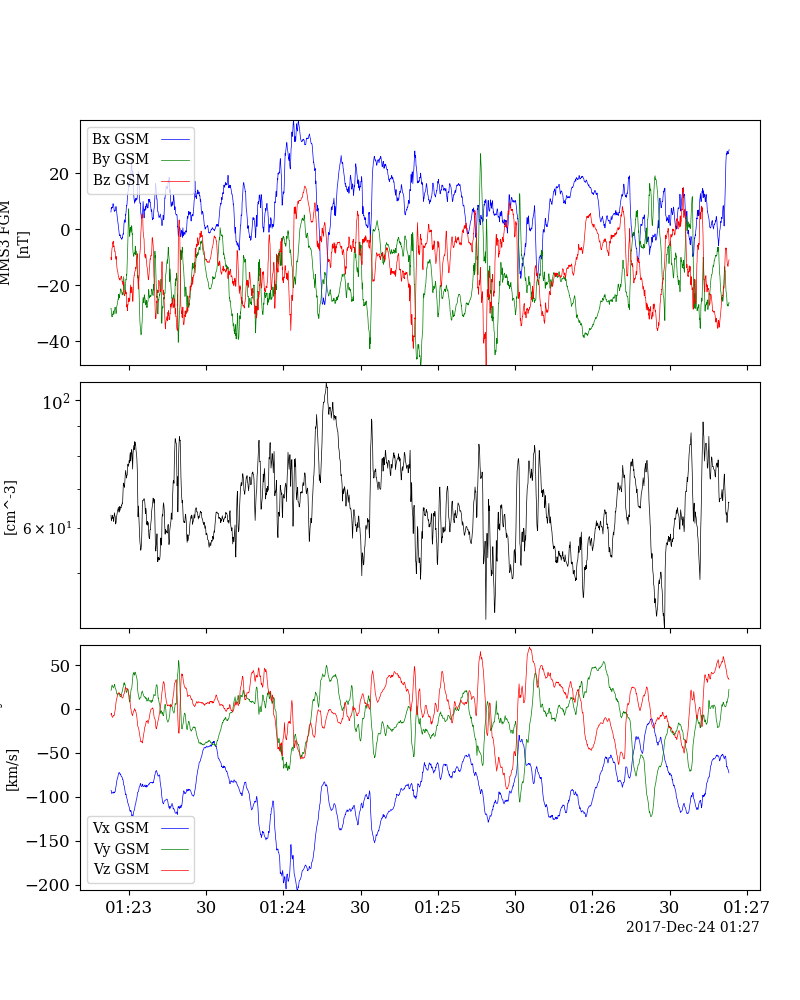 Bx GSM
By GSM
Bz GSM
MMS3 FGM
[nT]
20
0
−20
−40
10²
6 × 10¹
[cm^-3]
50
0
−50
−100
−150
−200
[km/s]
Vx GSM
Vy GSM
Vz GSM
01:23 30 01:24 30 01:25 30 01:26 30 01:27
2017-Dec-24 01:27